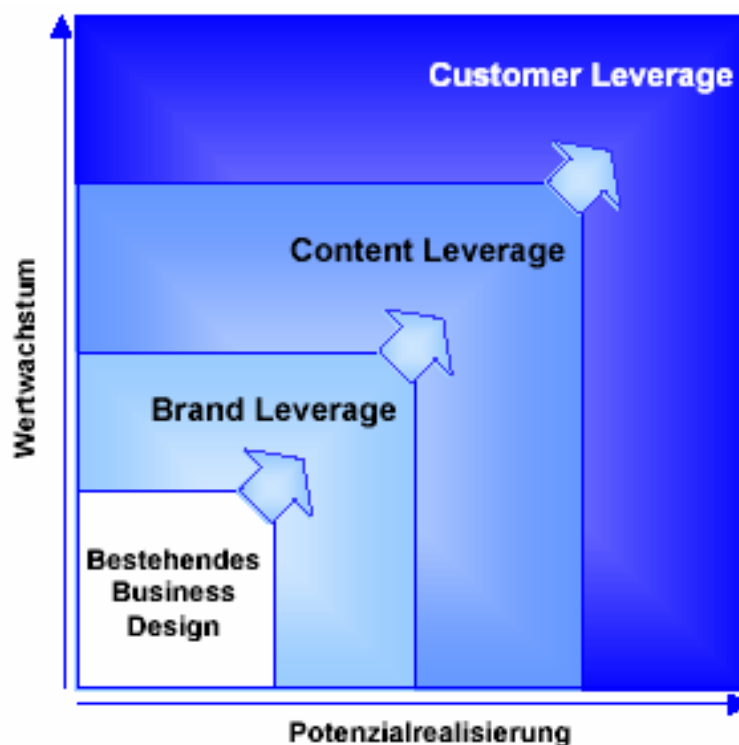 Customer Leverage
Content Leverage
Brand Leverage
Bestehendes
Business
Design
Wertwachstum
Potenzialrealisierung